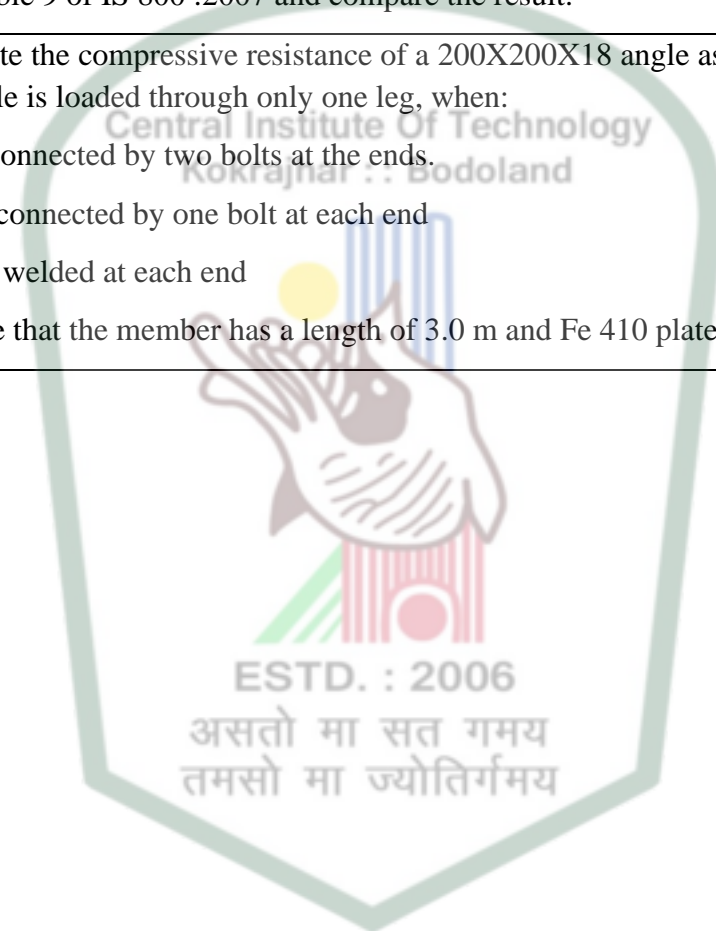 ble 9 of IS 800 :2007 and compare the result.
te the compressive resistance of a 200X200X18 angle as
le is loaded through only one leg, when:
Central Institute Of Technology
onnected by two bolts at the ends.
Kokrajhar : : Bodoland
connected by one bolt at each end
welded at each end
e that the member has a length of 3.0 m and Fe 410 plate
ESTD. : 2006
असतो मा सत गमय
तमसो मा ज्योतिर्गमय